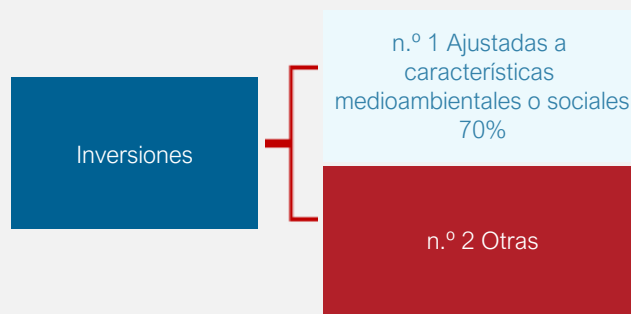 Inversiones
n.º 1 Ajustadas a
características
medioambientales o sociales
70%
n.º 2 Otras